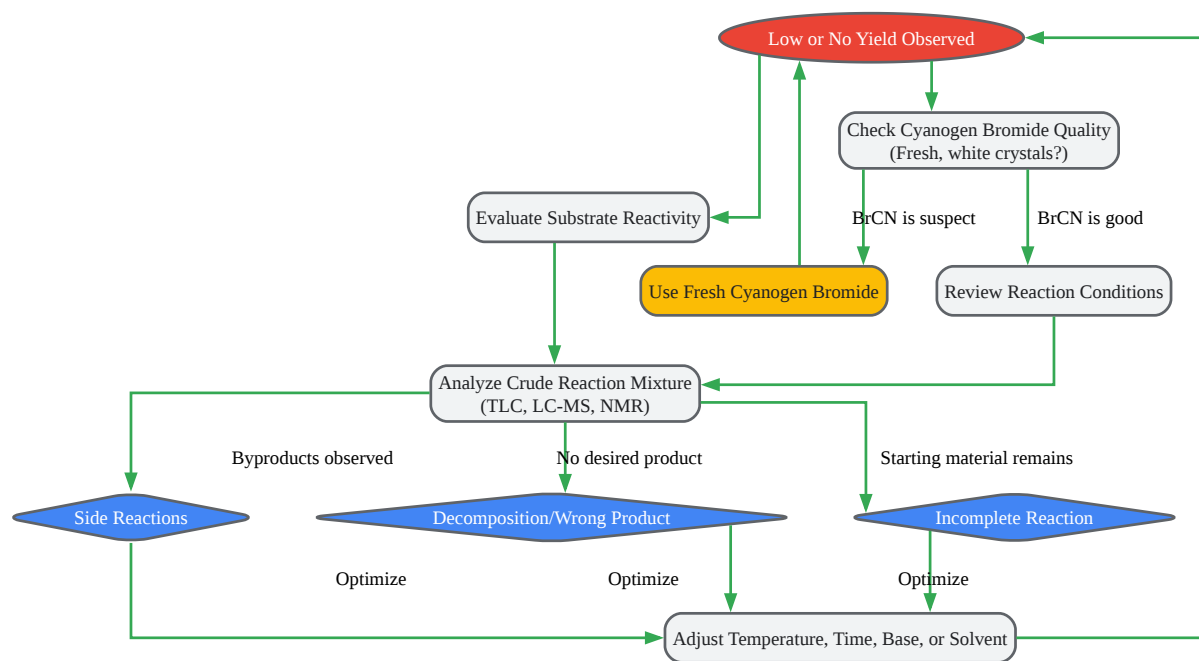 Low or No Yield Observed
Check Cyanogen Bromide Quality
(Fresh, white crystals?)
Evaluate Substrate Reactivity
BrCN is suspect
BrCN is good
Use Fresh Cyanogen Bromide
Review Reaction Conditions
Analyze Crude Reaction Mixture
(TLC, LC-MS, NMR)
Byproducts observed
No desired product
Starting material remains
Side Reactions
Decomposition/Wrong Product
Incomplete Reaction
Optimize
Optimize
Optimize
Adjust Temperature, Time, Base, or Solvent